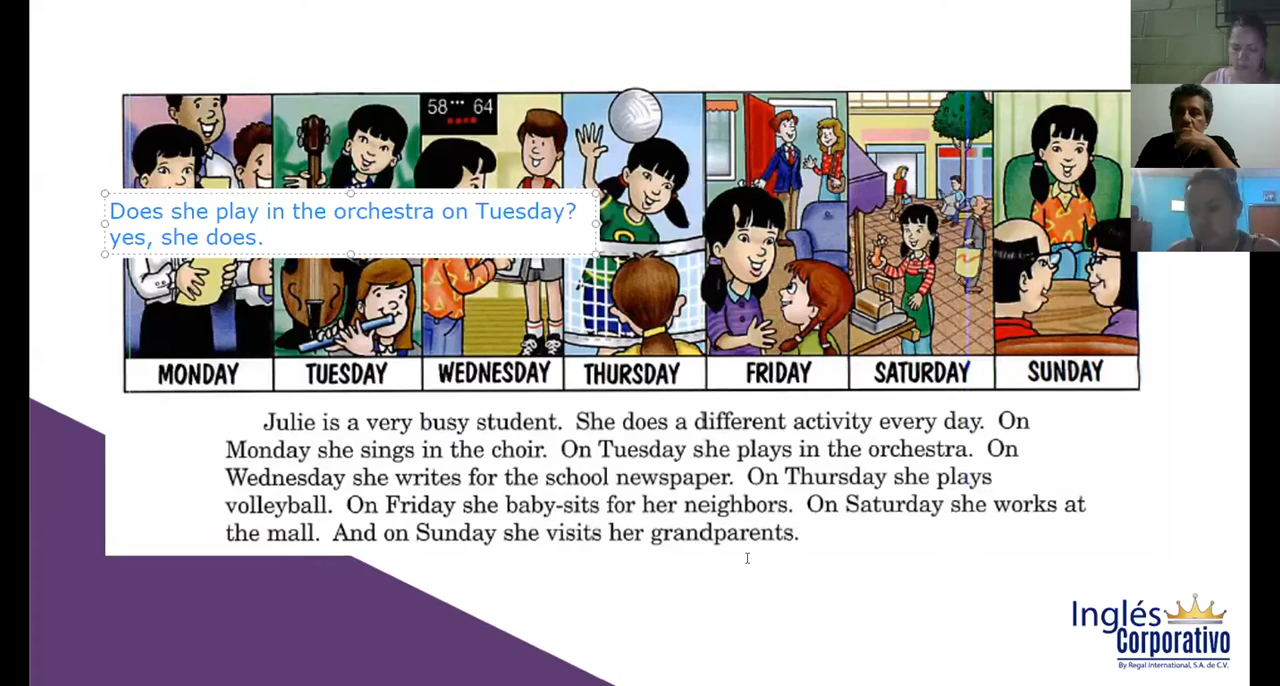 58 64
Does she play in the orchestra on Tuesday?
yes, she does.
MONDAY TUESDAY WEDNESDAY THURSDAY FRIDAY SATURDAY SUNDAY
Julie is a very busy student. She does a different activity every day. On
Monday she sings in the choir. On Tuesday she plays in the orchestra. On
Wednesday she writes for the school newspaper. On Thursday she plays
volleyball. On Friday she baby-sits for her neighbors. On Saturday she works at
the mall. And on Sunday she visits her grandparents.
Inglés
Corporativo
By Regal International, S.A. de C.V.